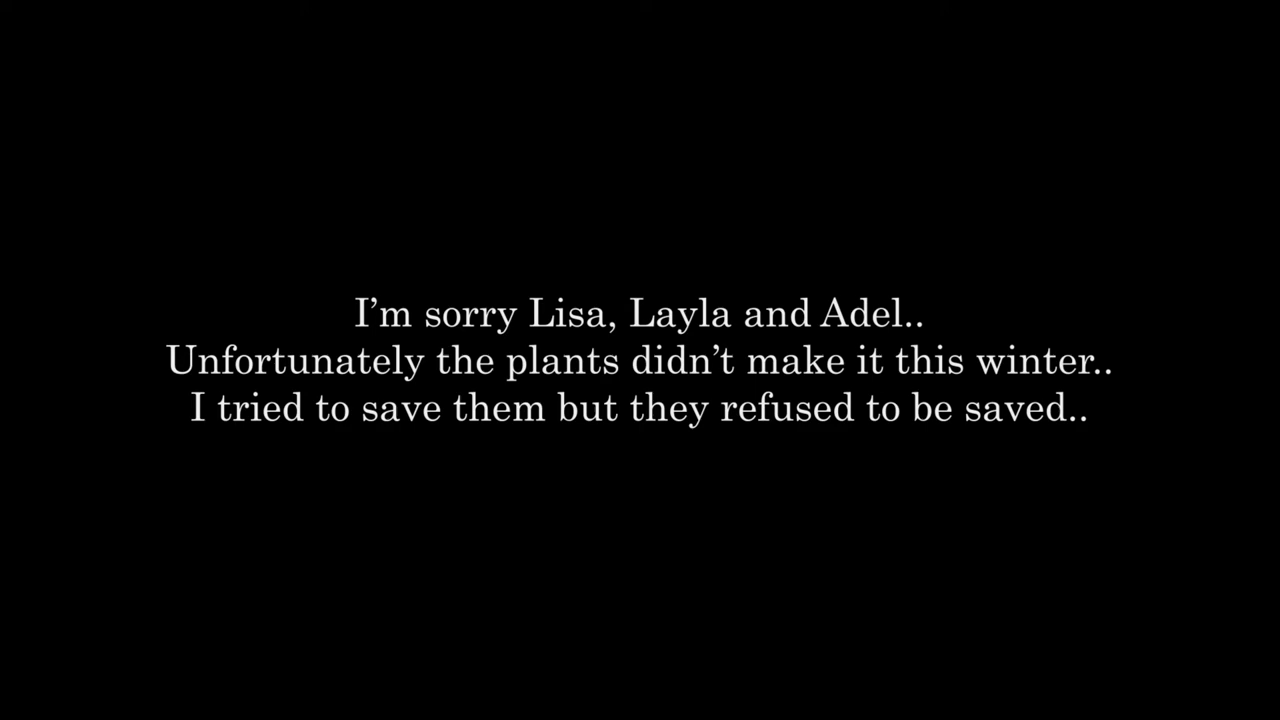 I’m sorry Lisa, Layla and Adel..
Unfortunately the plants didn’t make it this winter..
I tried to save them but they refused to be saved..